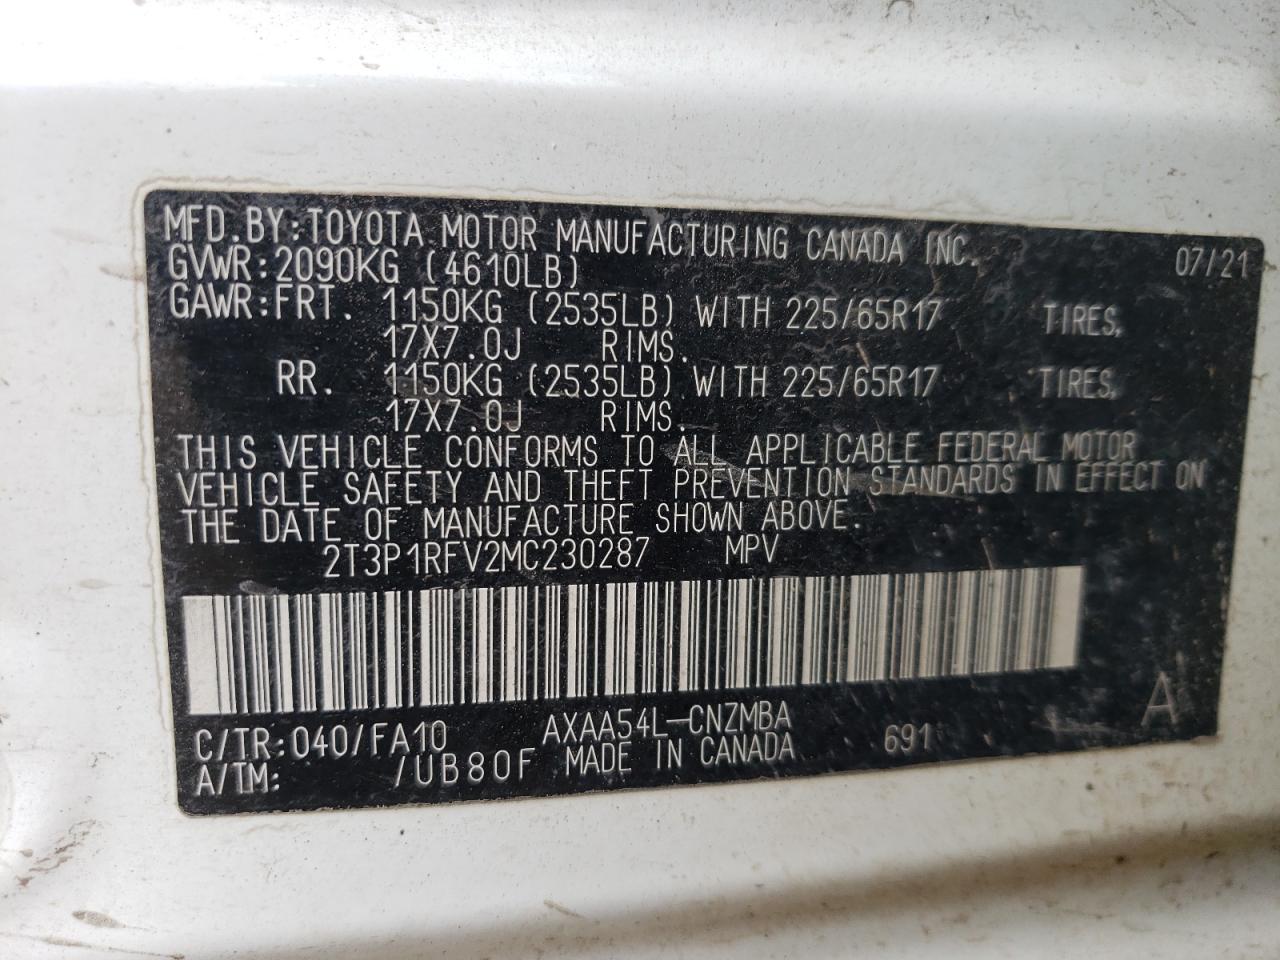 MFD.BY:TOYOTA MOTOR MANUFACTURING CANADA INC. 07/21
GVWR:2090KG (4610LB)
GAWR:FRT. 1150KG (2535LB) WITH 225/65R17 TIRES,
17X7.0J RIMS.
RR. 1150KG (2535LB) WITH 225/65R17 TIRES,
17X7.0J RIMS.
THIS VEHICLE CONFORMS TO ALL APPLICABLE FEDERAL MOTOR
VEHICLE SAFETY AND THEFT PREVENTION STANDARDS IN EFFECT ON
THE DATE OF MANUFACTURE SHOWN ABOVE.
2T3P1RFV2MC230287 MPV
C/TR:040/FA10 AXAA54L-CNZMBA 691 A
A/TM: /UB80F MADE IN CANADA